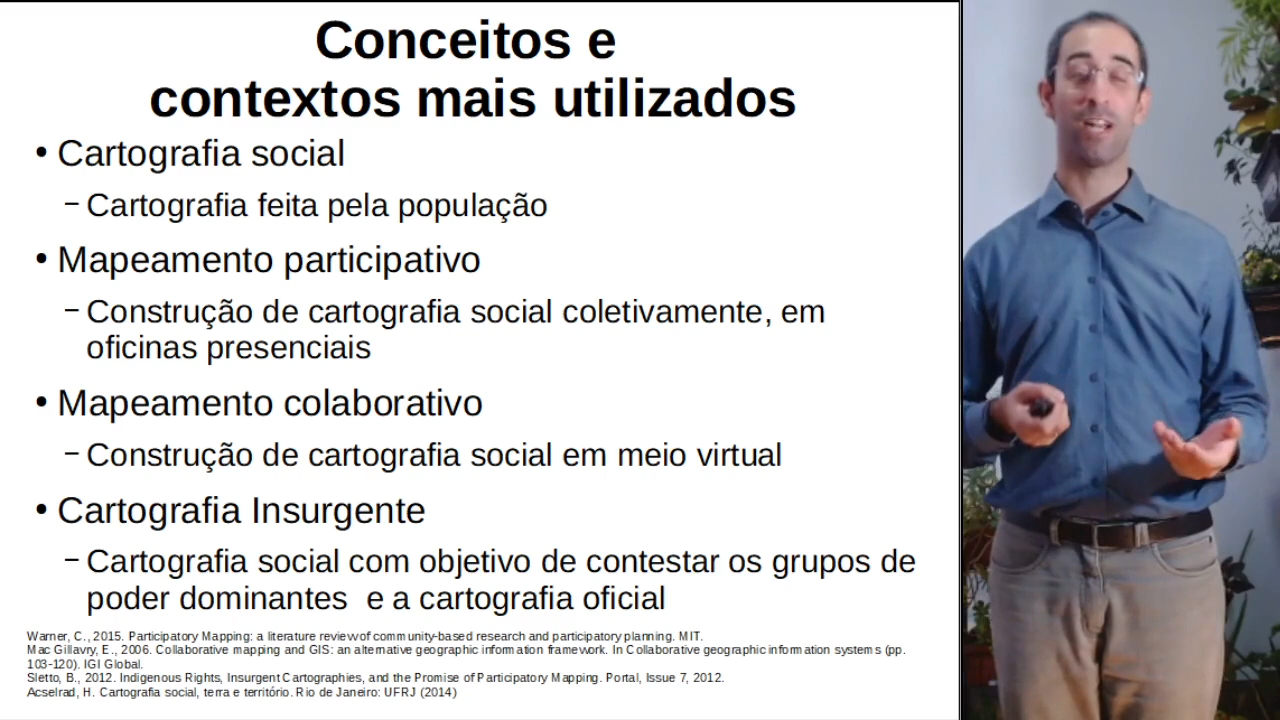 Conceitos e
contextos mais utilizados
• Cartografia social
– Cartografia feita pela população
• Mapeamento participativo
– Construção de cartografia social coletivamente, em
oficinas presenciais
• Mapeamento colaborativo
– Construção de cartografia social em meio virtual
• Cartografia Insurgente
– Cartografia social com objetivo de contestar os grupos de
poder dominantes e a cartografia oficial
Warner, C., 2015. Participatory Mapping: a literature review of community-based research and participatory planning. MIT.
Mac Gillavry, E., 2006. Collaborative mapping and GIS: an alternative geographic information framework. In Collaborative geographic information systems (pp.
103-120). IGI Global.
Sletto, B., 2012. Indigenous Rights, Insurgent Cartographies, and the Promise of Participatory Mapping. Portal, Issue 7, 2012.
Acselrad, H. Cartografia social, terra e território. Rio de Janeiro: UFRJ (2014)